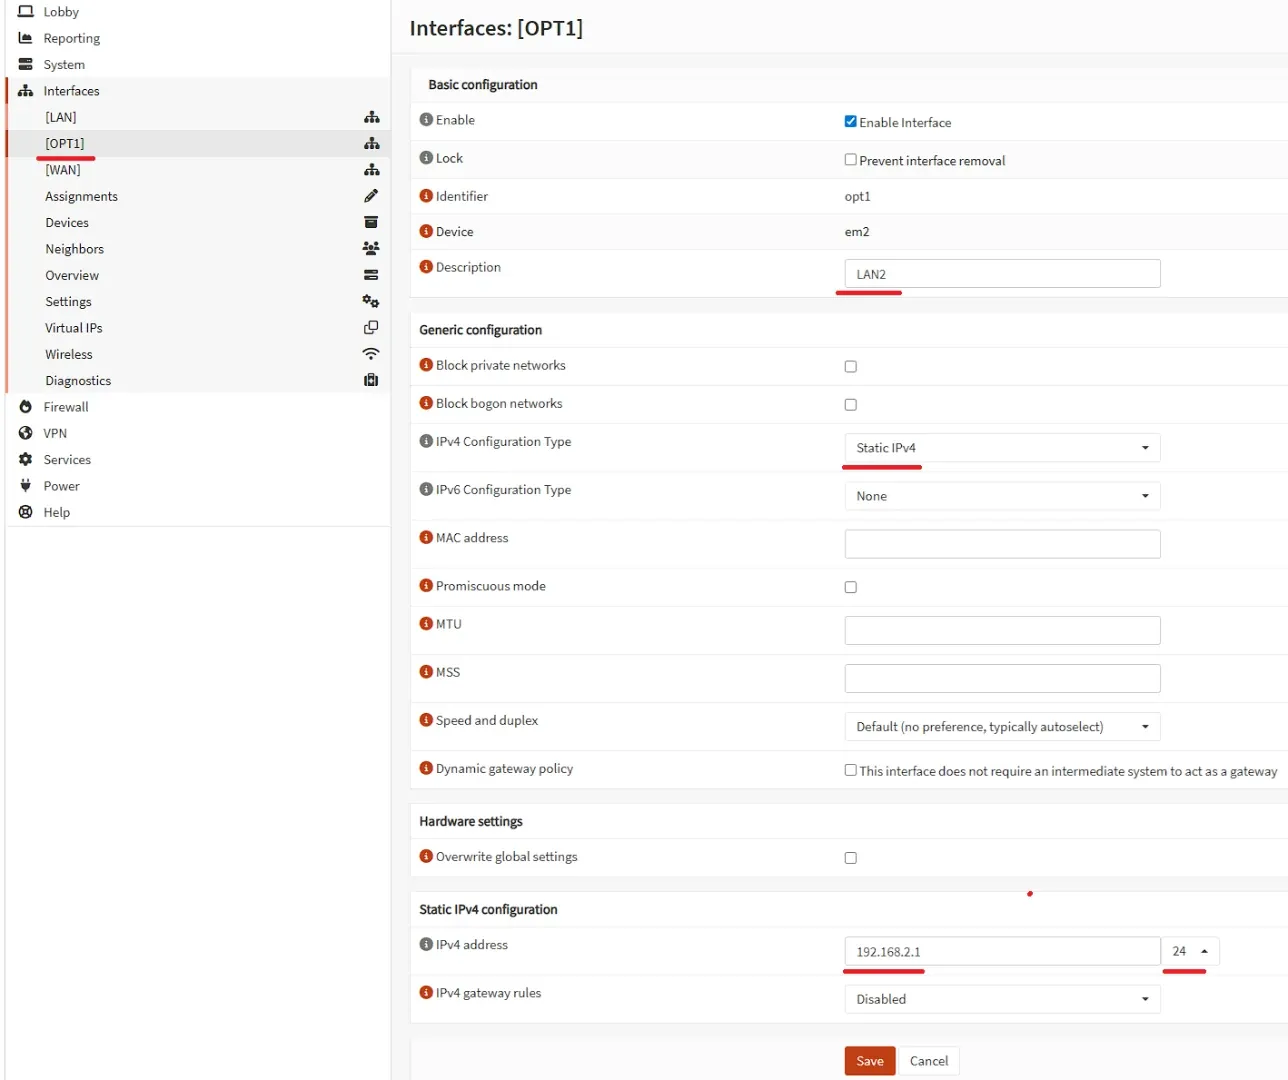 Lobby
Reporting
System
Interfaces
[LAN]
[OPT1]
[WAN]
Assignments
Devices
Neighbors
Overview
Settings
Virtual IPs
Wireless
Diagnostics
Firewall
VPN
Services
Power
Help
Interfaces: [OPT1]
Basic configuration
Enable
Enable Interface
Lock
Prevent interface removal
Identifier
opt1
Device
em2
Description
LAN2
Generic configuration
Block private networks
Block bogon networks
IPv4 Configuration Type
Static IPv4
IPv6 Configuration Type
None
MAC address
Promiscuous mode
MTU
MSS
Speed and duplex
Default (no preference, typically autoselect)
Dynamic gateway policy
This interface does not require an intermediate system to act as a gateway
Hardware settings
Overwrite global settings
Static IPv4 configuration
IPv4 address
192.168.2.1 24
IPv4 gateway rules
Disabled
Save Cancel